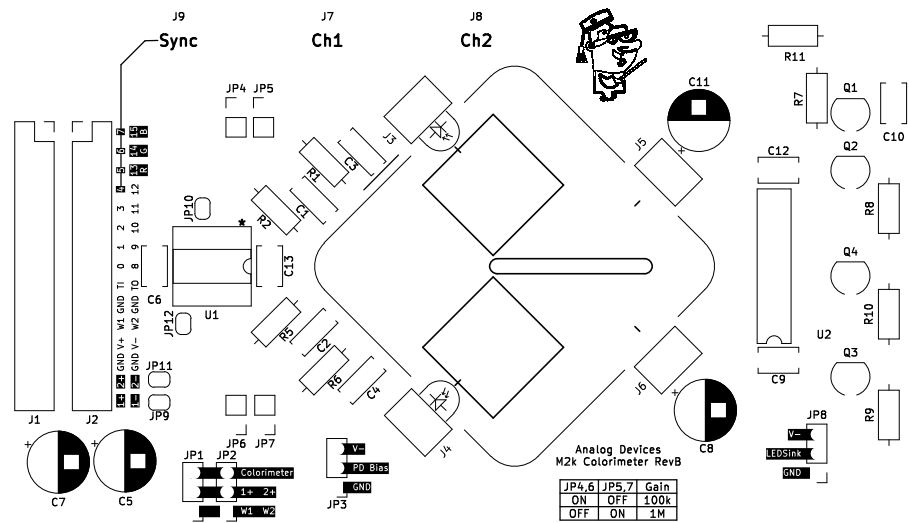 J9
J7
J8
Sync
Ch1
Ch2
R11
C11
Q1
R7
C10
JP4
JP5
J3
J5
C3
R1
C1
R2
Q2
C12
R8
7
15
B
6
14
G
5
13
R
4
12
3
11
2
10
1
9
0
8
TI
TO
GND
GND
W1
W2
V+
V-
GND
GND
2+
2-
1+
1-
JP10
*
C13
C6
U1
JP12
R5
C2
R6
C4
Q4
R10
U2
J6
C9
Q3
R9
JP11
JP9
J1
J2
JP6
JP7
J4
C8
JP8
V-
LEDSink
GND
C7
C5
JP1
JP2
Colorimeter
1+ 2+
W1 W2
V-
PD Bias
GND
JP3
Analog Devices
M2k Colorimeter RevB
JP4,6 JP5,7 Gain
ON OFF 100k
OFF ON 1M